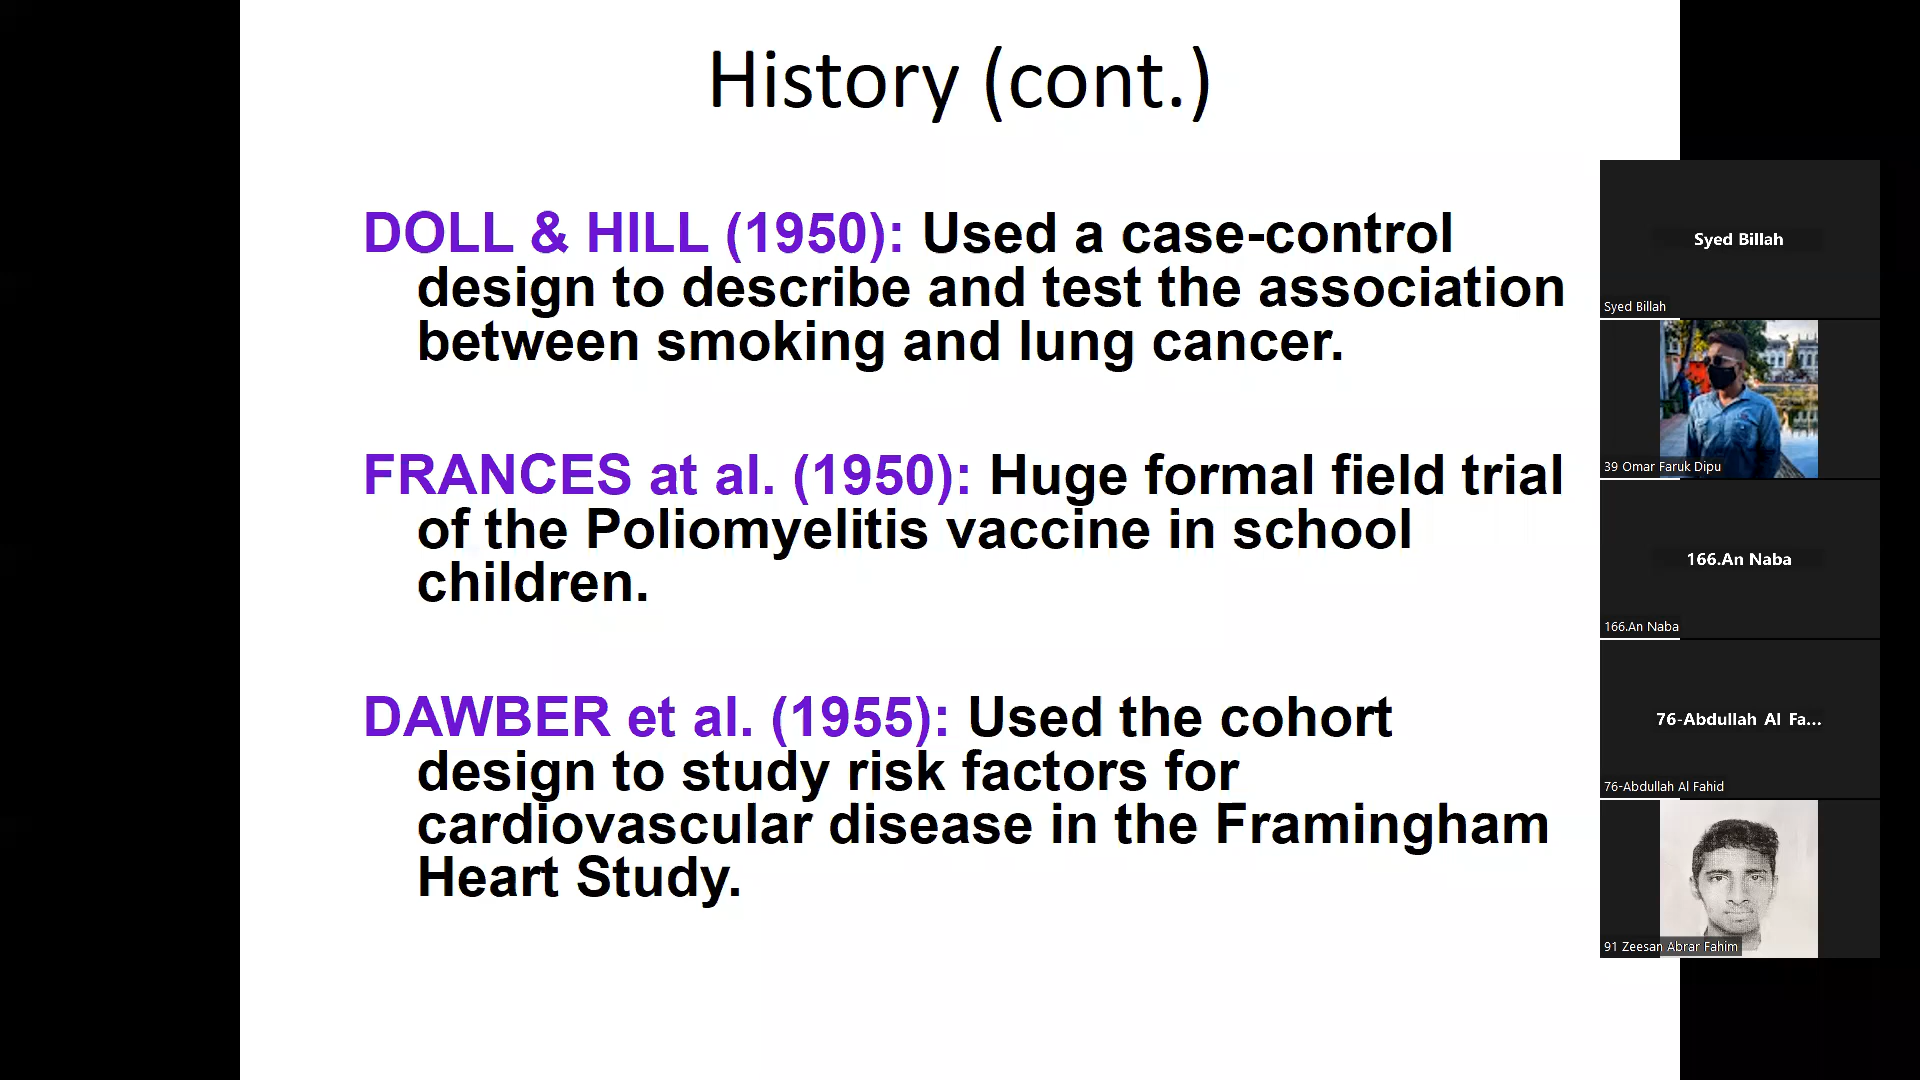 History (cont.)
DOLL & HILL (1950): Used a case-control
design to describe and test the association
between smoking and lung cancer.
FRANCES at al. (1950): Huge formal field trial
of the Poliomyelitis vaccine in school
children.
DAWBER et al. (1955): Used the cohort
design to study risk factors for
cardiovascular disease in the Framingham
Heart Study.
Syed Billah
Syed Billah
39 Omar Faruk Dipu
166.An Naba
166.An Naba
76-Abdullah Al Fa...
76-Abdullah Al Fahid
91 Zeesan Abrar Fahim